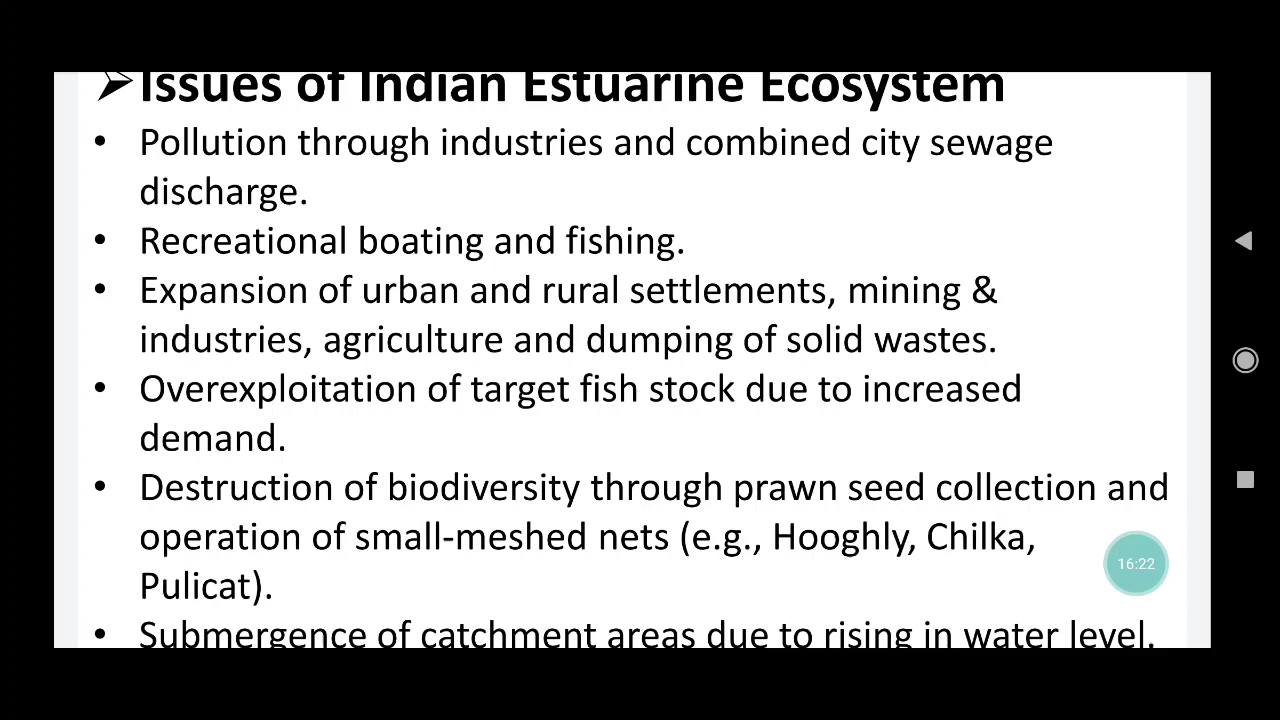 ➢Issues of Indian Estuarine Ecosystem
• Pollution through industries and combined city sewage
discharge.
• Recreational boating and fishing.
• Expansion of urban and rural settlements, mining &
industries, agriculture and dumping of solid wastes.
• Overexploitation of target fish stock due to increased
demand.
• Destruction of biodiversity through prawn seed collection and
operation of small-meshed nets (e.g., Hooghly, Chilka,
Pulicat).
16:22
• Submergence of catchment areas due to rising in water level.